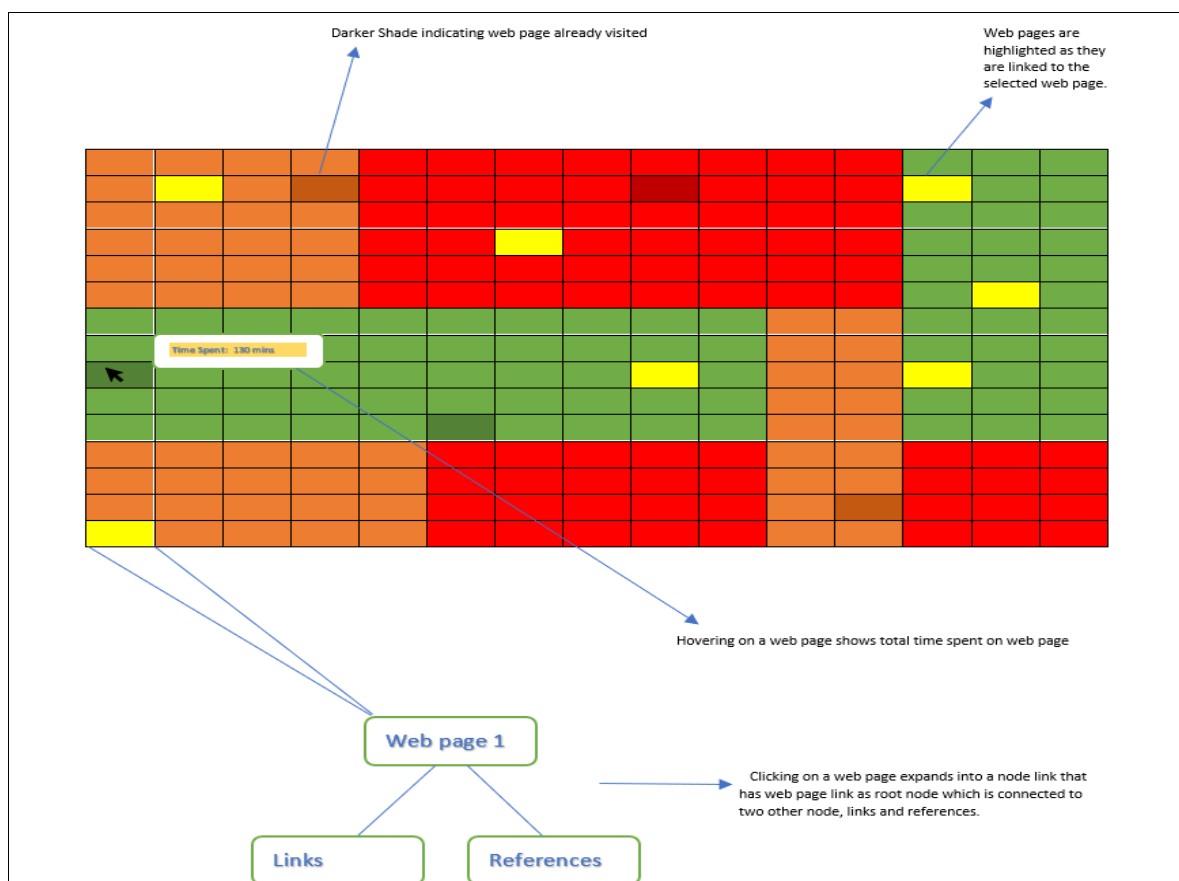 Darker Shade indicating web page already visited
Web pages are
highlighted as they
are linked to the
selected web page.
Time Spent: 130 mins
Hovering on a web page shows total time spent on web page
Web page 1
Clicking on a web page expands into a node link that
has web page link as root node which is connected to
two other node, links and references.
Links
References